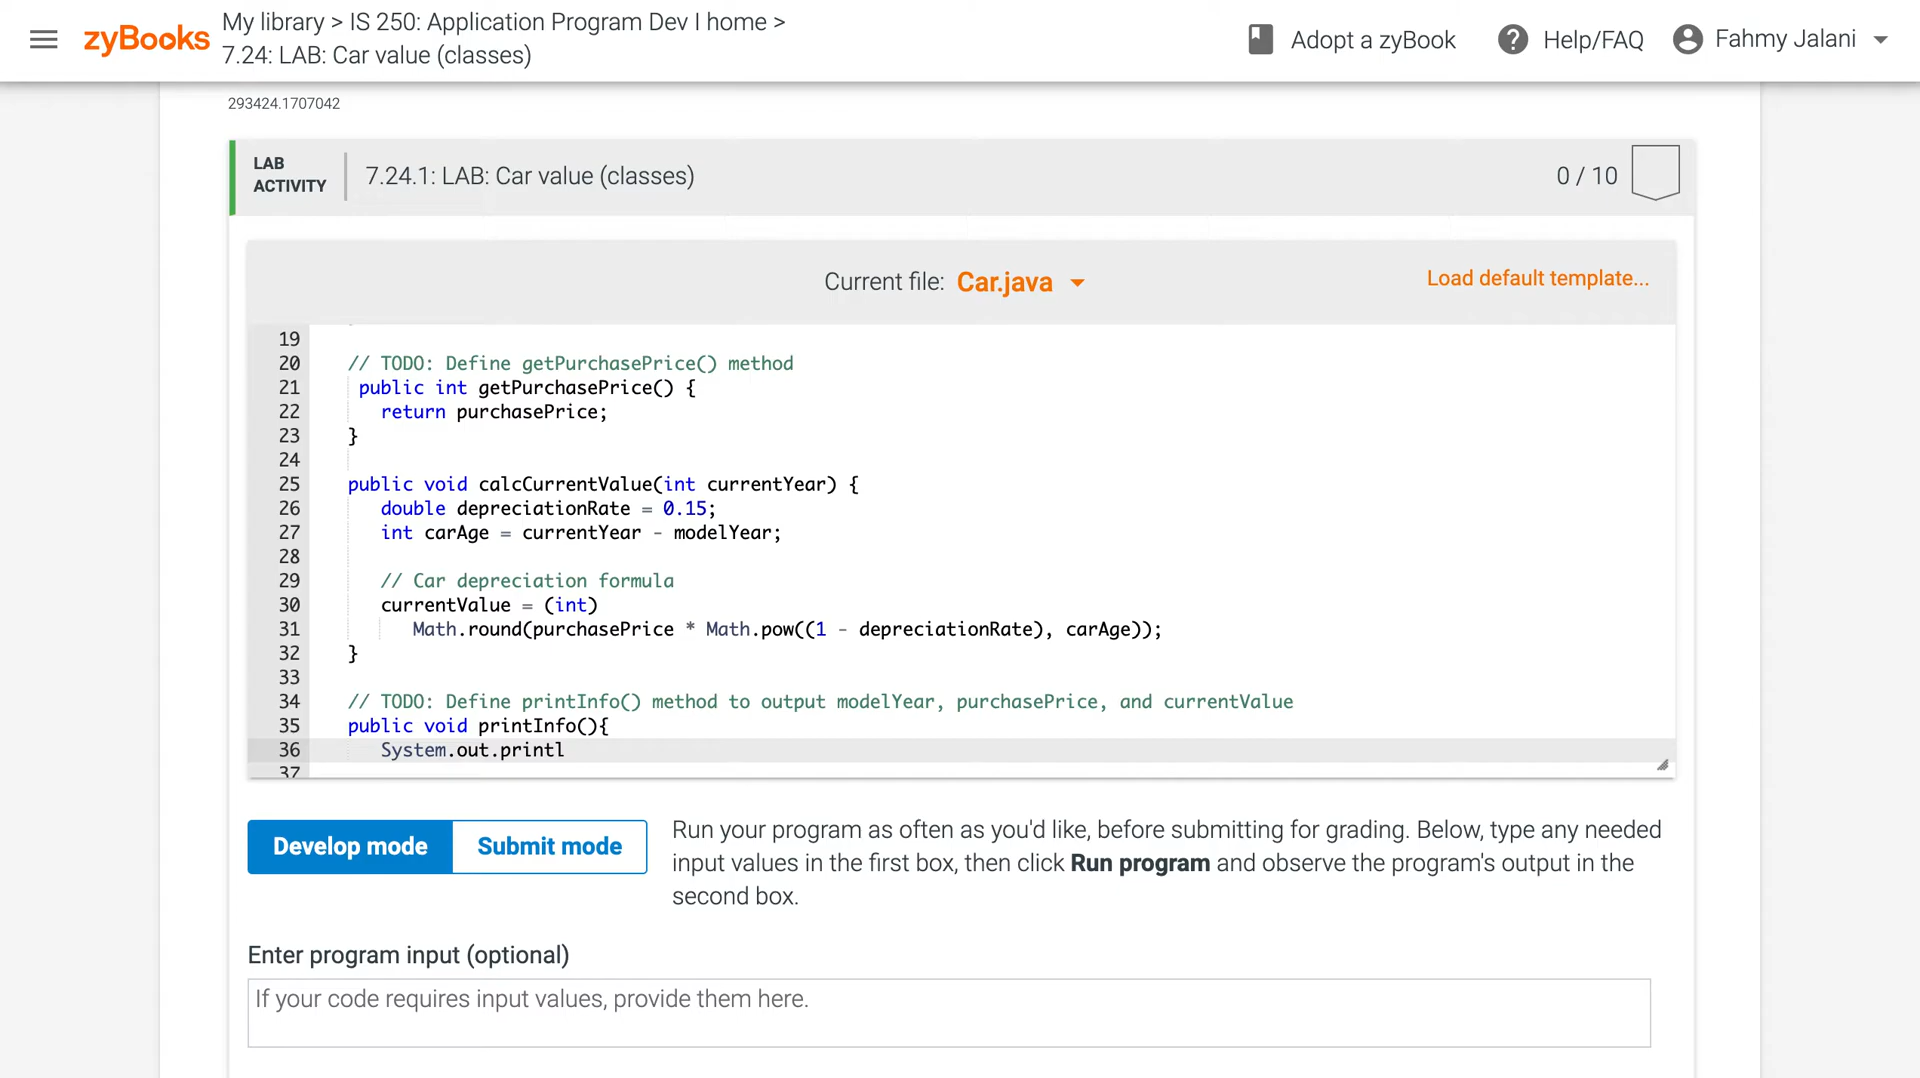 zyBooks
My library > IS 250: Application Program Dev I home >
7.24: LAB: Car value (classes)
Adopt a zyBook
Help/FAQ
Fahmy Jalani
293424.1707042
LAB
ACTIVITY
7.24.1: LAB: Car value (classes)
0 / 10
Current file: Car.java
Load default template...
19
20 // TODO: Define getPurchasePrice() method
21 public int getPurchasePrice() {
22 return purchasePrice;
23 }
24
25 public void calcCurrentValue(int currentYear) {
26 double depreciationRate = 0.15;
27 int carAge = currentYear - modelYear;
28
29 // Car depreciation formula
30 currentValue = (int)
31 Math.round(purchasePrice * Math.pow((1 - depreciationRate), carAge));
32 }
33
34 // TODO: Define printInfo() method to output modelYear, purchasePrice, and currentValue
35 public void printInfo(){
36 System.out.printl
37
Develop mode
Submit mode
Run your program as often as you'd like, before submitting for grading. Below, type any needed
input values in the first box, then click Run program and observe the program's output in the
second box.
Enter program input (optional)
If your code requires input values, provide them here.